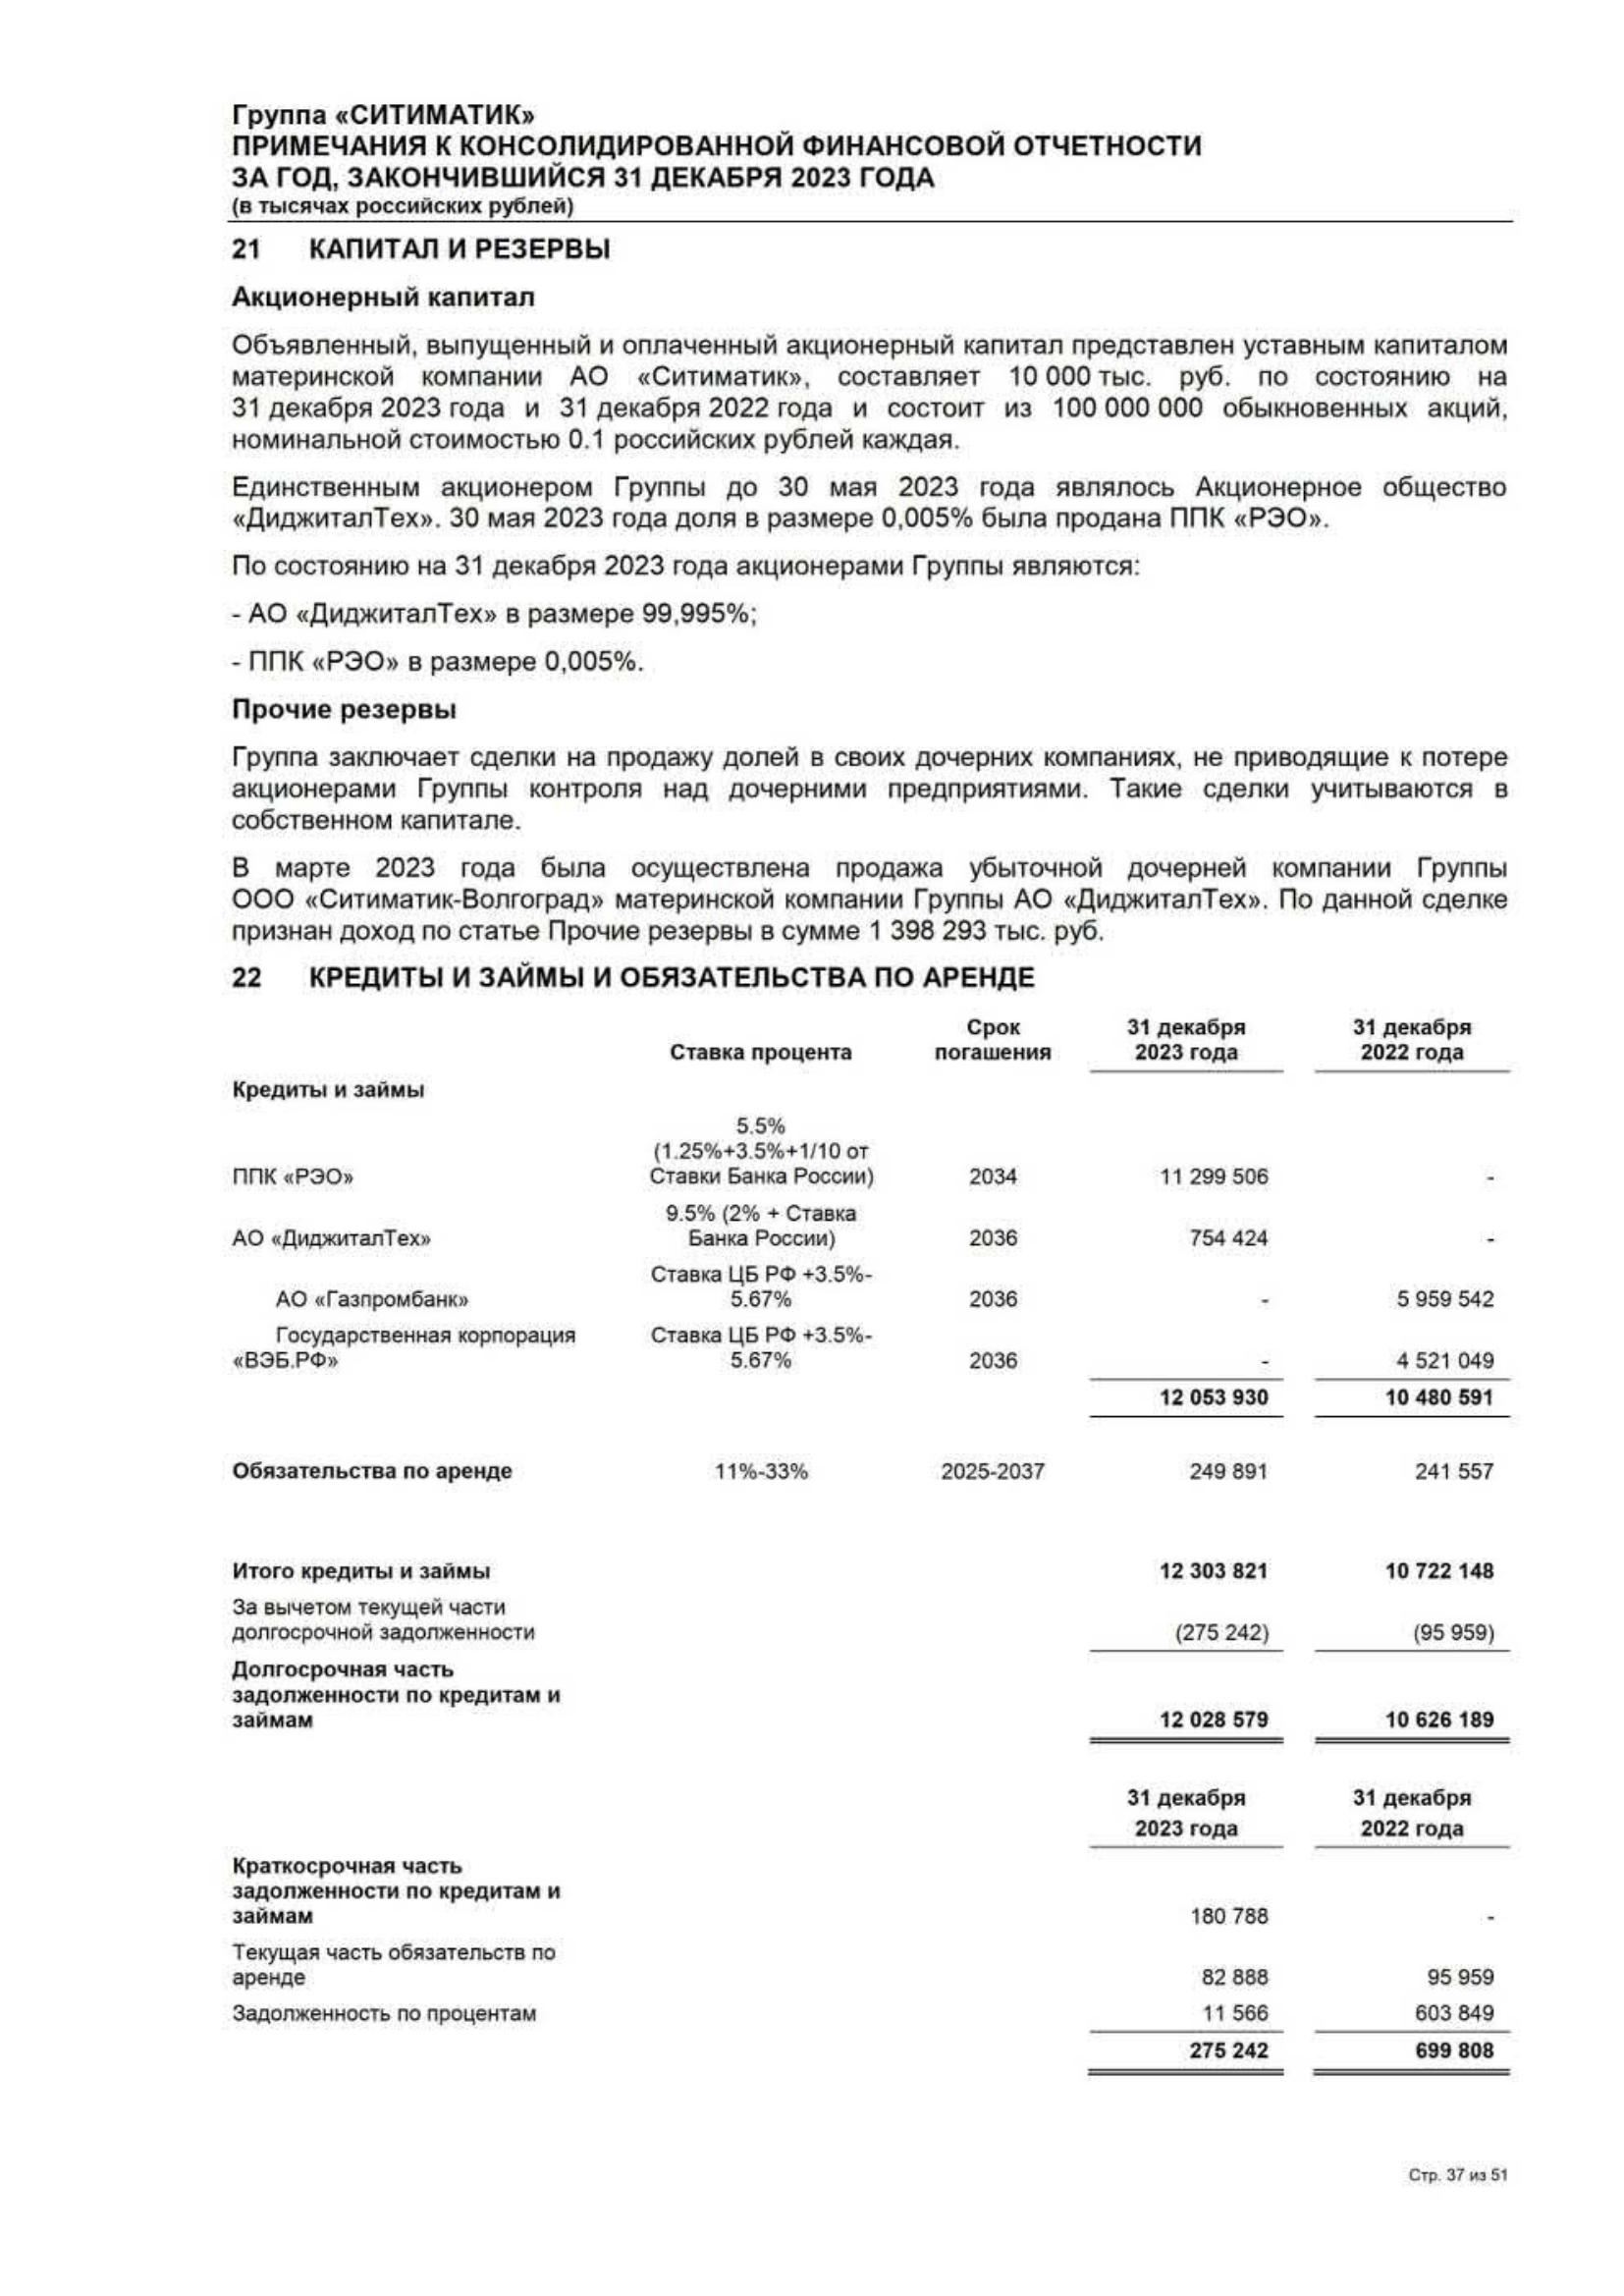 Группа «СИТИМАТИК»
ПРИМЕЧАНИЯ К КОНСОЛИДИРОВАННОЙ ФИНАНСОВОЙ ОТЧЕТНОСТИ
ЗА ГОД, ЗАКОНЧИВШИЙСЯ 31 ДЕКАБРЯ 2023 ГОДА
(в тысячах российских рублей)
21 КАПИТАЛ И РЕЗЕРВЫ
Акционерный капитал
Объявленный, выпущенный и оплаченный акционерный капитал представлен уставным капиталом
материнской компании АО «Ситиматик», составляет 10 000 тыс. руб. по состоянию на
31 декабря 2023 года и 31 декабря 2022 года и состоит из 100 000 000 обыкновенных акций,
номинальной стоимостью 0.1 российских рублей каждая.
Единственным акционером Группы до 30 мая 2023 года являлось Акционерное общество
«ДиджиталТех». 30 мая 2023 года доля в размере 0,005% была продана ППК «РЭО».
По состоянию на 31 декабря 2023 года акционерами Группы являются:
- АО «ДиджиталТех» в размере 99,995%;
- ППК «РЭО» в размере 0,005%.
Прочие резервы
Группа заключает сделки на продажу долей в своих дочерних компаниях, не приводящие к потере
акционерами Группы контроля над дочерними предприятиями. Такие сделки учитываются в
собственном капитале.
В марте 2023 года была осуществлена продажа убыточной дочерней компании Группы
ООО «Ситиматик-Волгоград» материнской компании Группы АО «ДиджиталТех». По данной сделке
признан доход по статье Прочие резервы в сумме 1 398 293 тыс. руб.
22 КРЕДИТЫ И ЗАЙМЫ И ОБЯЗАТЕЛЬСТВА ПО АРЕНДЕ
Срок 31 декабря 31 декабря
Ставка процента погашения 2023 года 2022 года
Кредиты и займы
5.5%
(1.25%+3.5%+1/10 от
ППК «РЭО» Ставки Банка России) 2034 11 299 506 -
9.5% (2% + Ставка
АО «ДиджиталТех» Банка России) 2036 754 424 -
Ставка ЦБ РФ +3.5%-
АО «Газпромбанк» 5.67% 2036 - 5 959 542
Государственная корпорация Ставка ЦБ РФ +3.5%-
«ВЭБ.РФ» 5.67% 2036 - 4 521 049
12 053 930 10 480 591
Обязательства по аренде 11%-33% 2025-2037 249 891 241 557
Итого кредиты и займы 12 303 821 10 722 148
За вычетом текущей части
долгосрочной задолженности (275 242) (95 959)
Долгосрочная часть
задолженности по кредитам и
займам 12 028 579 10 626 189
31 декабря 31 декабря
2023 года 2022 года
Краткосрочная часть
задолженности по кредитам и
займам 180 788 -
Текущая часть обязательств по
аренде 82 888 95 959
Задолженность по процентам 11 566 603 849
275 242 699 808
Стр. 37 из 51